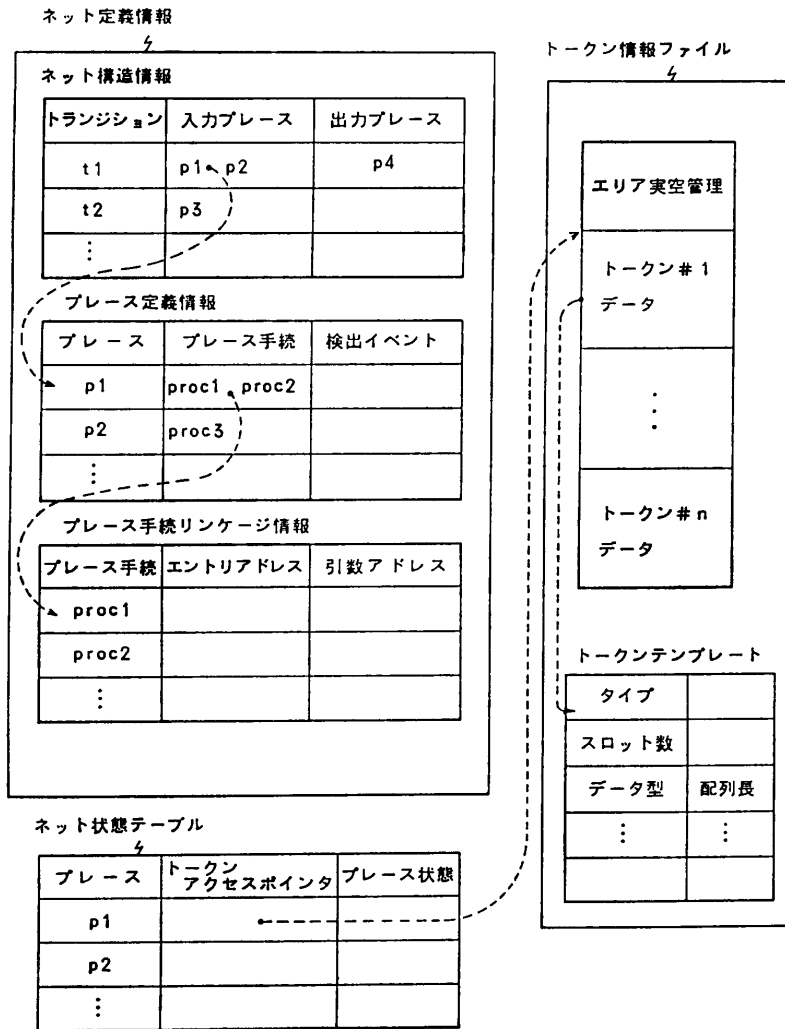 ネット定義情報
ネット構造情報
トランジション 入力プレース 出力プレース
t1 p1 p2 p4
t2 p3
⋮
プレース定義情報
プレース プレース手続 検出イベント
p1 proc1 proc2
p2 proc3
⋮
プレース手続リンケージ情報
プレース手続 エントリアドレス 引数アドレス
proc1
proc2
⋮
ネット状態テーブル
プレース トークン アクセスポインタ プレース状態
p1
p2
⋮
トークン情報ファイル
エリア実空管理
トークン#1
データ
⋮
トークン#n
データ
トークンテンプレート
タイプ
スロット数
データ型 配列長
⋮ ⋮